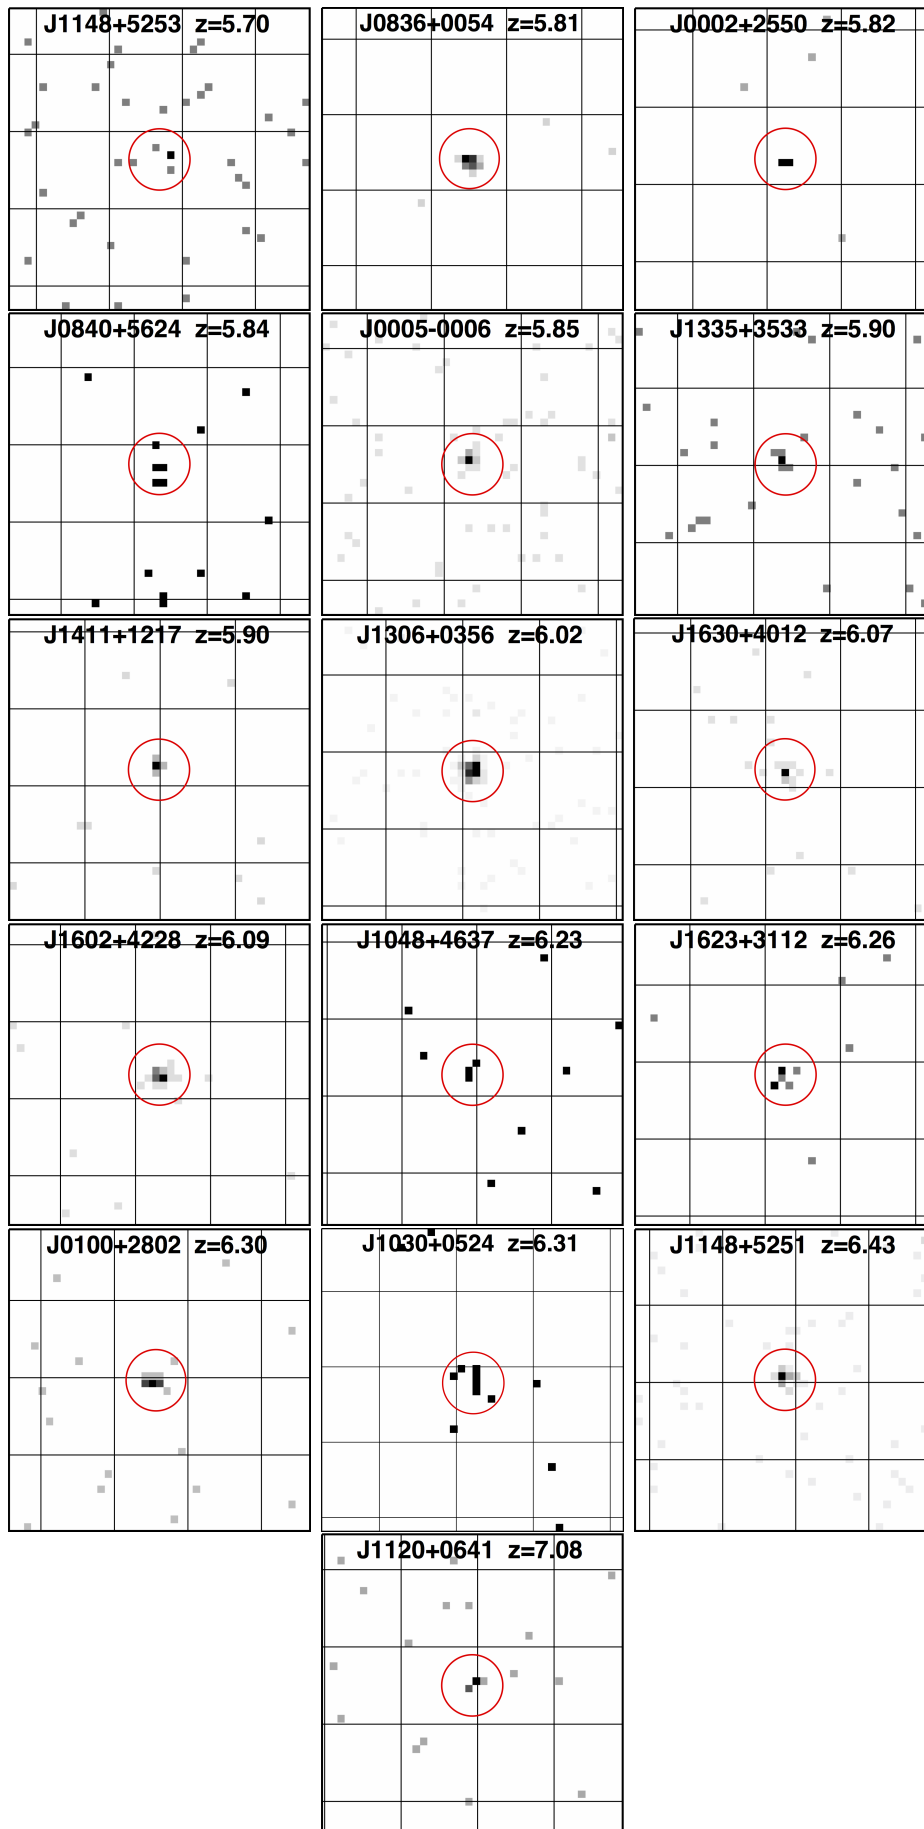 J1148+5253 z=5.70
J0836+0054 z=5.81
J0002+2550 z=5.82
J0840+5624 z=5.84
J0005-0006 z=5.85
J1335+3533 z=5.90
J1411+1217 z=5.90
J1306+0356 z=6.02
J1630+4012 z=6.07
J1602+4228 z=6.09
J1048+4637 z=6.23
J1623+3112 z=6.26
J0100+2802 z=6.30
J1030+0524 z=6.31
J1148+5251 z=6.43
J1120+0641 z=7.08